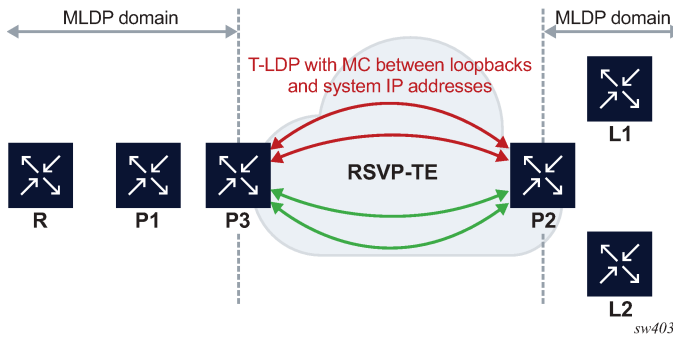 MLDP domain
MLDP domain
T-LDP with MC between loopbacks
and system IP addresses
L1
RSVP-TE
R
P1
P3
P2
L2
sw403